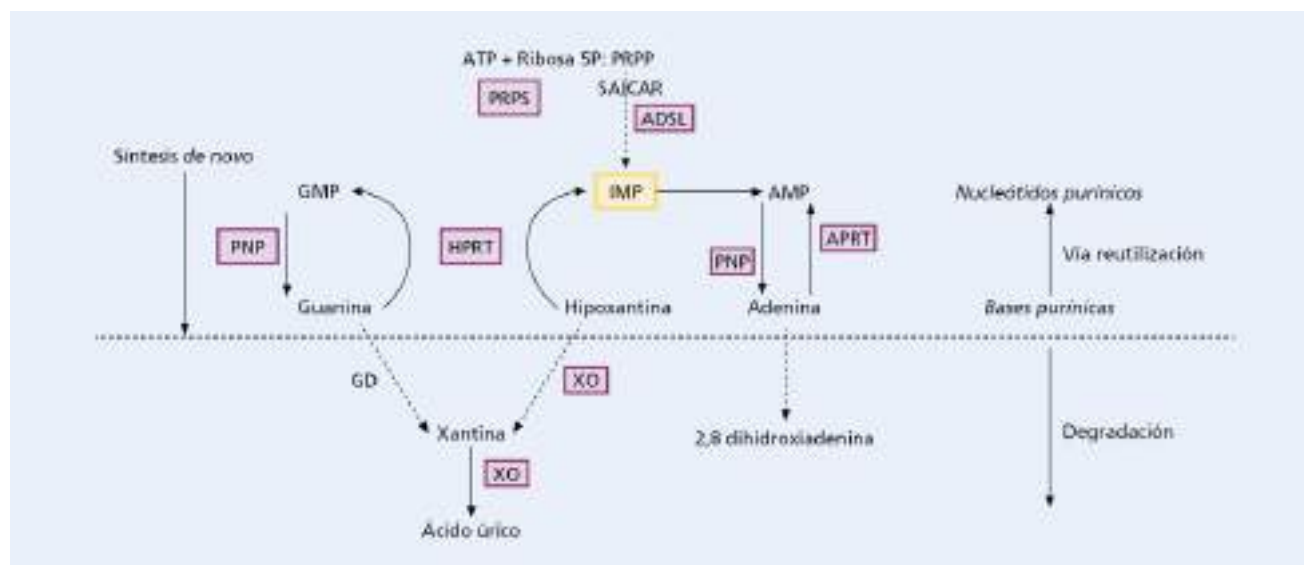 ATP + Ribosa 5P: PRPP
PRPS
SAICAR
ADSL
Síntesis de novo
GMP
IMP
AMP
Nucleótidos purínicos
PNP
HPRT
PNP
APRT
Vía reutilización
Guanina
Hipoxantina
Adenina
Bases purínicas
GD
XO
Xantina
2,8 dihidroxiadenina
Degradación
XO
Ácido úrico